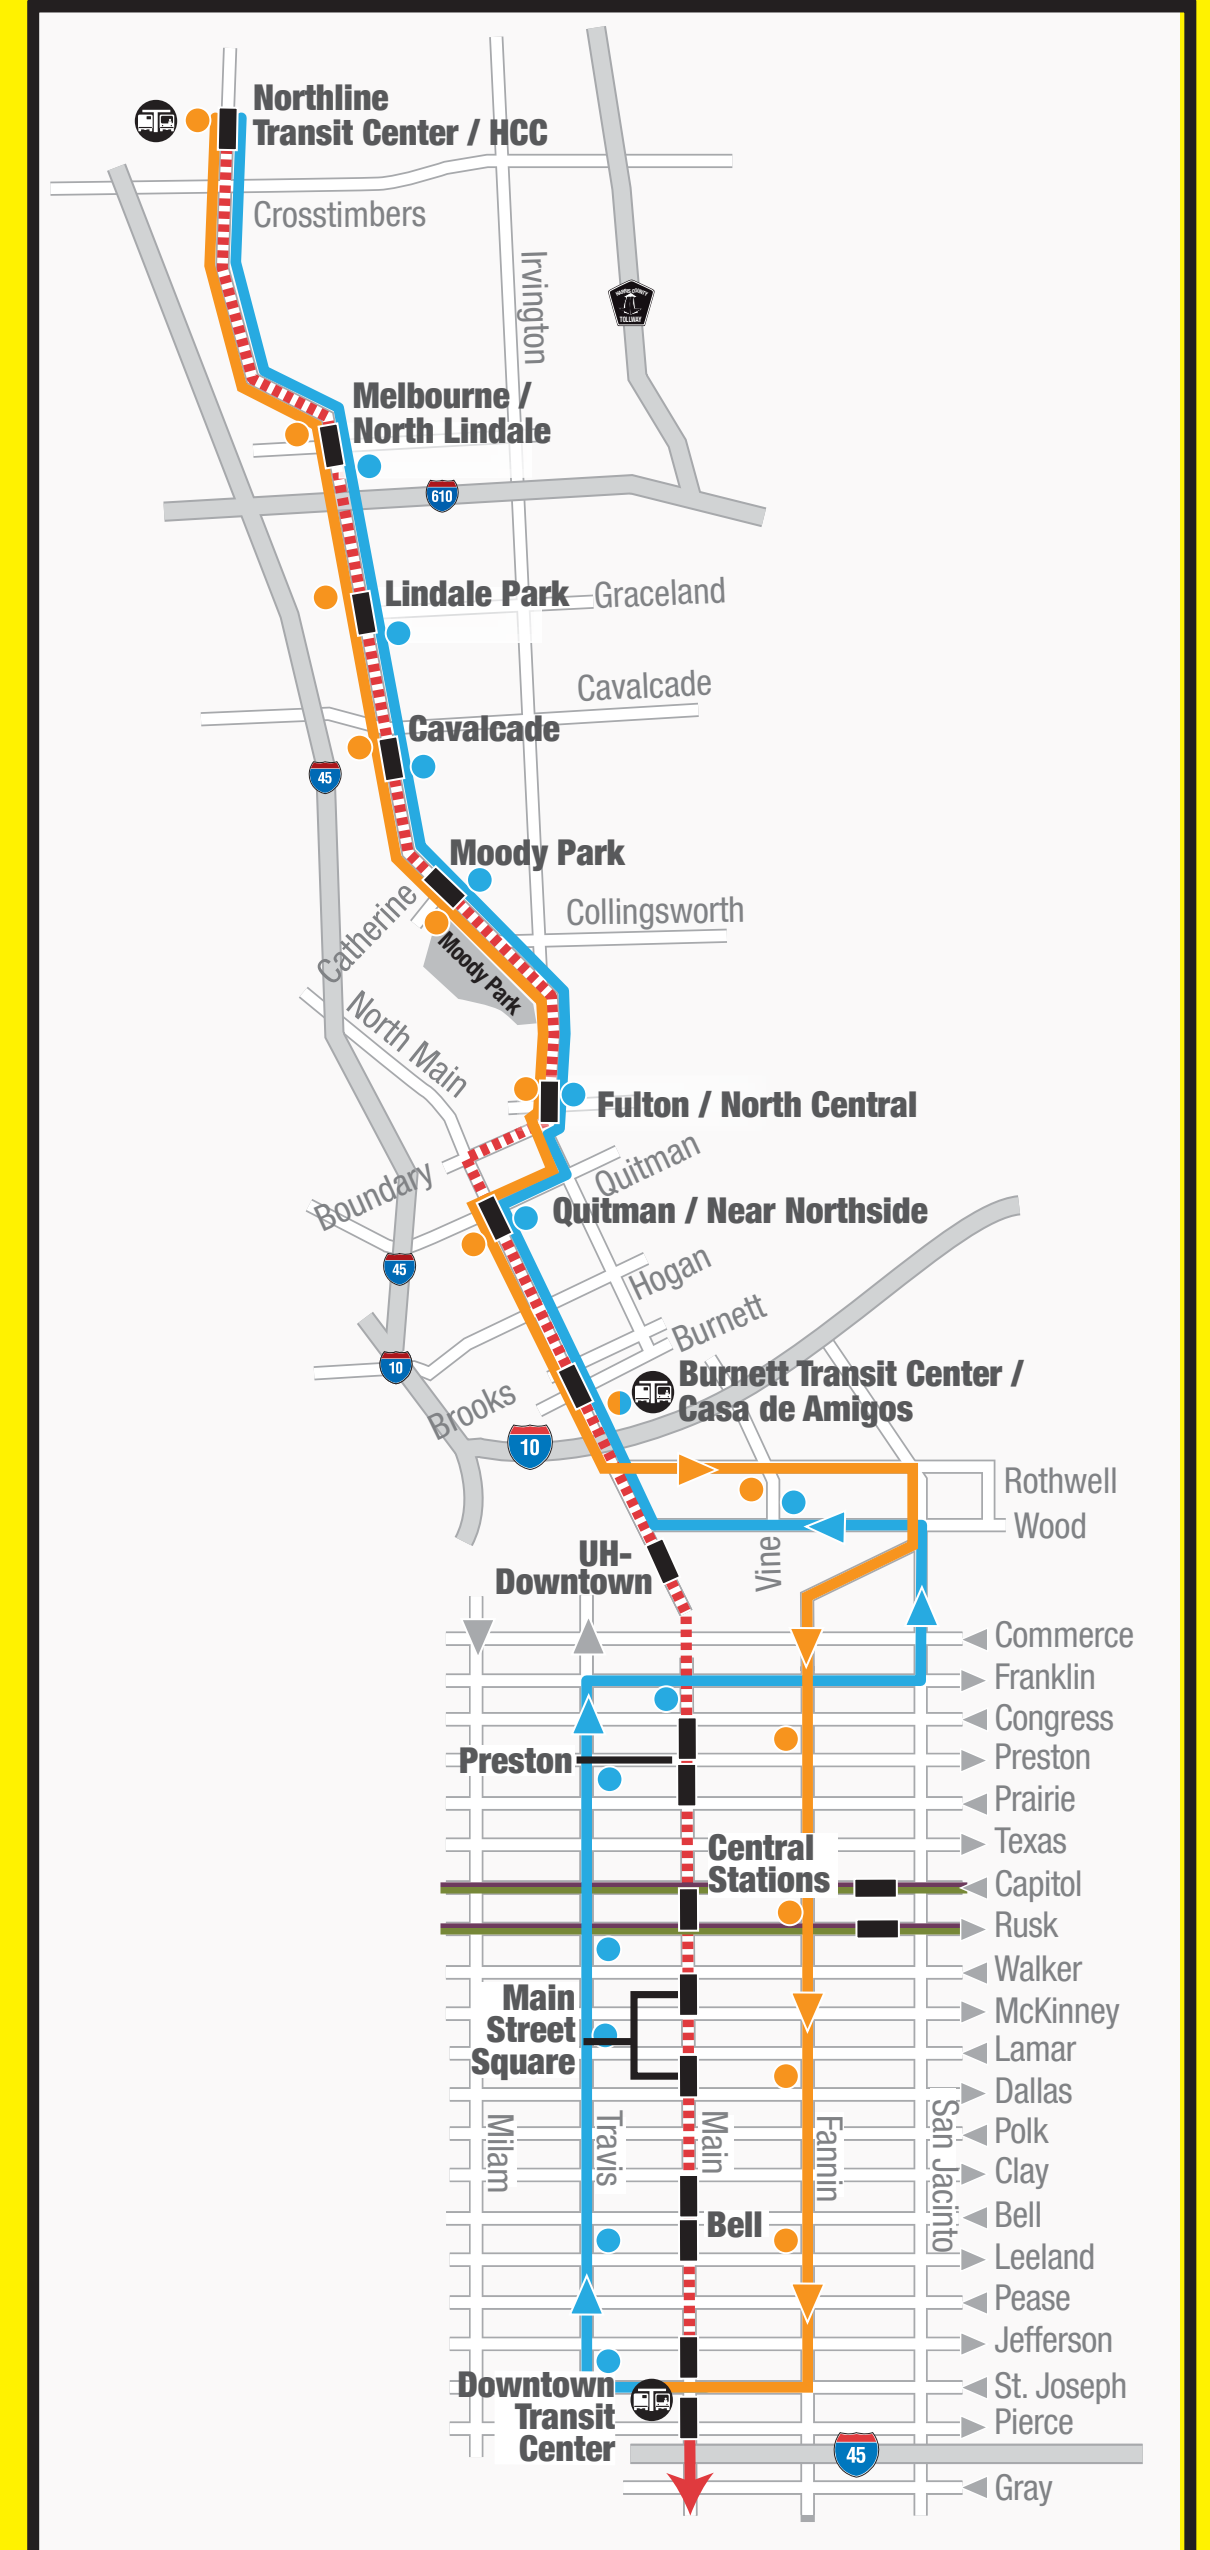 Northline
Transit Center / HCC
Crosstimbers
Irvington
HARRIS COUNTY
TOLLWAY
Melbourne /
North Lindale
610
Lindale Park
Graceland
Cavalcade
Cavalcade
45
Moody Park
Catherine
Collingsworth
Moody Park
North Main
Fulton / North Central
Boundary
Quitman
Quitman / Near Northside
45
Hogan
Burnett
10
Burnett Transit Center /
Casa de Amigos
Brooks
10
Rothwell
Wood
Vine
UH-
Downtown
Commerce
Franklin
Congress
Preston
Preston
Prairie
Texas
Central
Stations
Capitol
Rusk
Walker
Main
Street
Square
McKinney
Lamar
Dallas
Milam
Travis
Main
Fannin
San Jacinto
Polk
Clay
Bell
Bell
Leeland
Pease
Jefferson
Downtown
Transit
Center
St. Joseph
Pierce
45
Gray